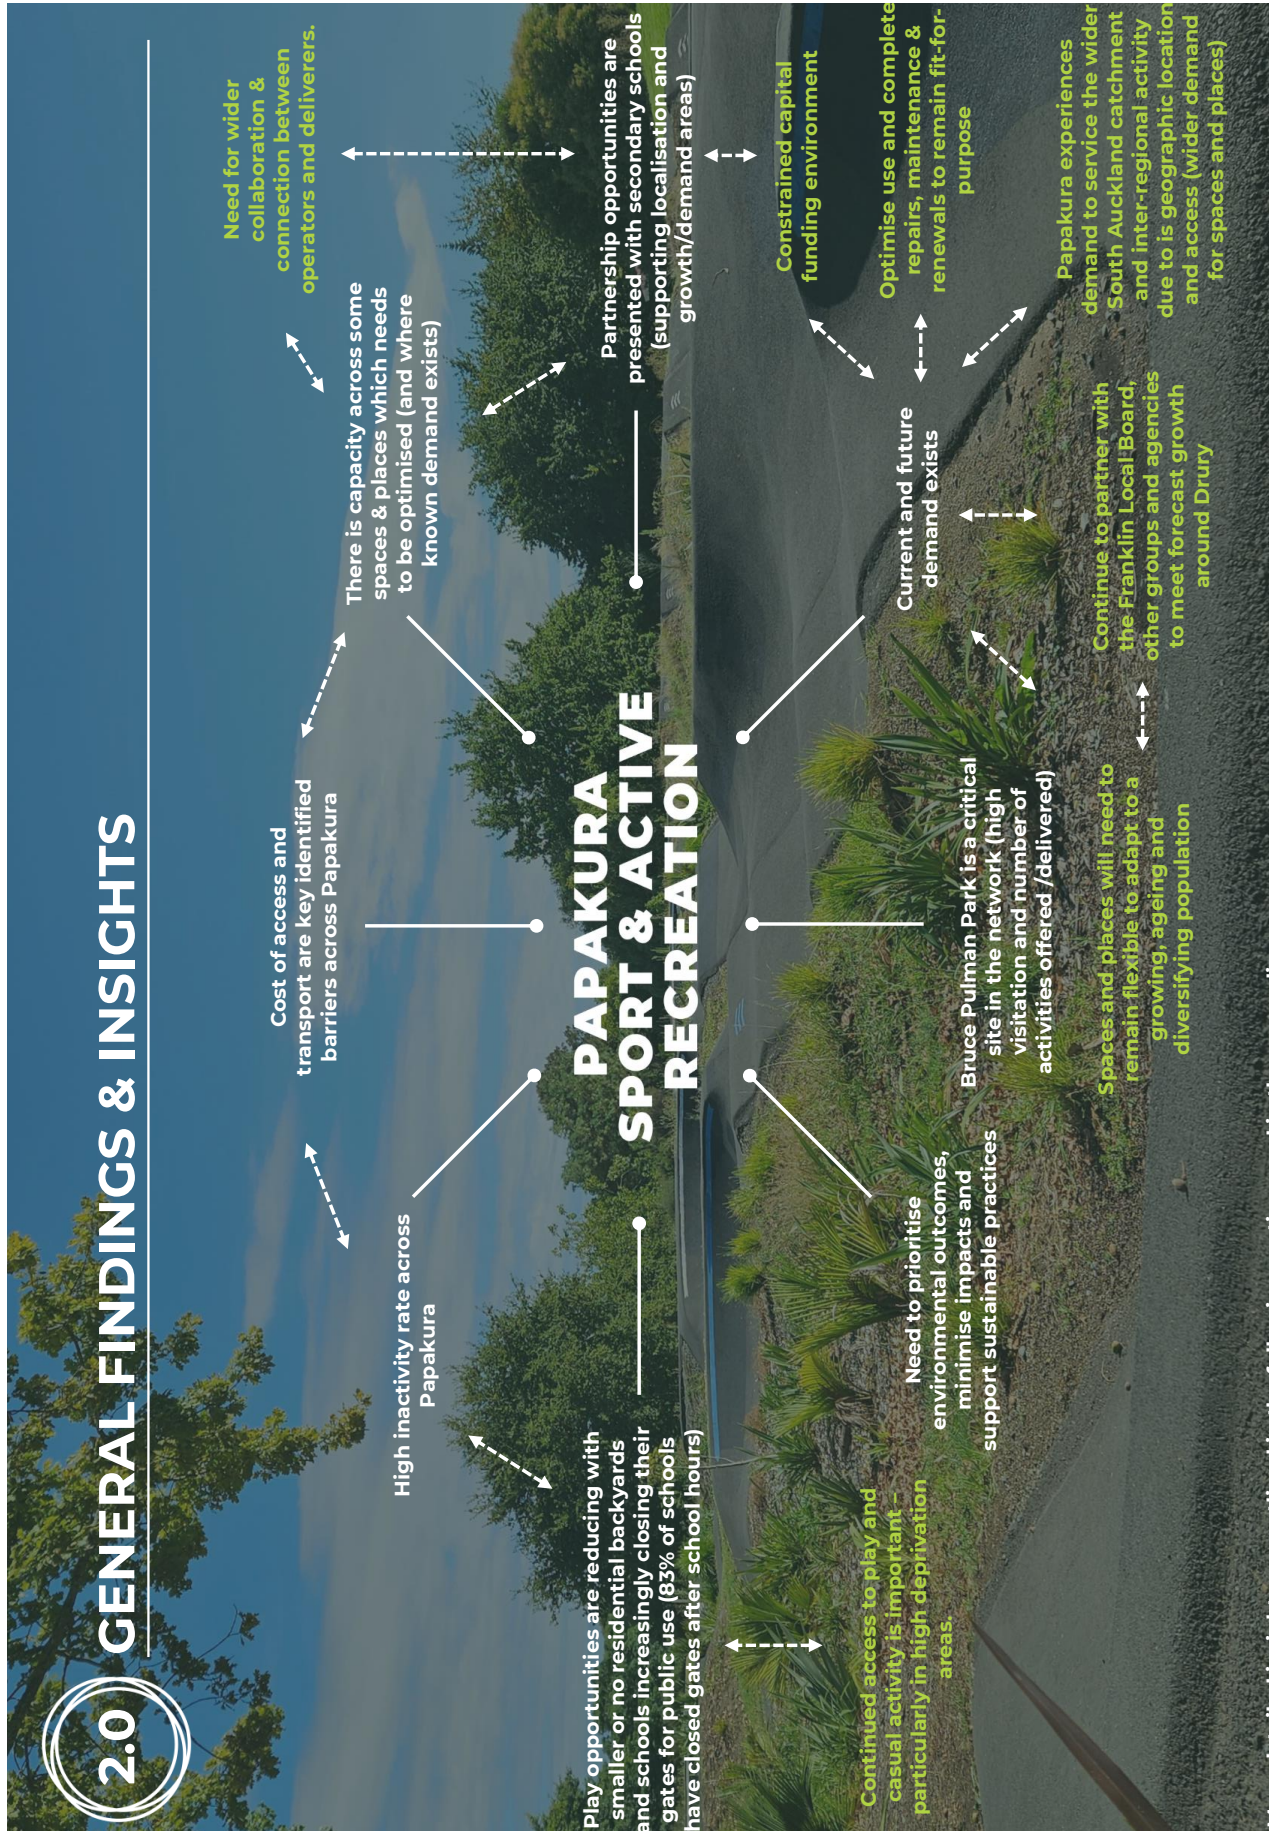 2.0 GENERAL FINDINGS & INSIGHTS
Cost of access and
transport are key identified
barriers across Papakura
There is capacity across some
spaces & places which needs
to be optimised (and where
known demand exists)
Need for wider
collaboration &
connection between
operators and deliverers.
High inactivity rate across
Papakura
Play opportunities are reducing with
smaller or no residential backyards
and schools increasingly closing their
gates for public use (83% of schools
have closed gates after school hours)
PAPAKURA
SPORT & ACTIVE
RECREATION
Partnership opportunities are
presented with secondary schools
(supporting localisation and
growth/demand areas)
Constrained capital
funding environment
Optimise use and complete
repairs, maintenance &
renewals to remain fit-for-
purpose
Continued access to play and
casual activity is important –
particularly in high deprivation
areas.
Need to prioritise
environmental outcomes,
minimise impacts and
support sustainable practices
Bruce Pulman Park is a critical
site in the network (high
visitation and number of
activities offered /delivered)
Current and future
demand exists
Papakura experiences
demand to service the wider
South Auckland catchment
and inter-regional activity
due to is geographic location
and access (wider demand
for spaces and places)
Spaces and places will need to
remain flexible to adapt to a
growing, ageing and
diversifying population
Continue to partner with
the Franklin Local Board,
other groups and agencies
to meet forecast growth
around Drury